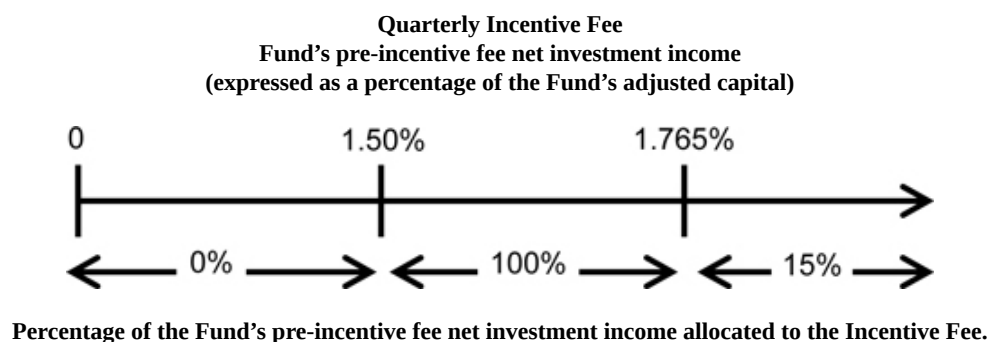 Quarterly Incentive Fee
Fund’s pre-incentive fee net investment income
(expressed as a percentage of the Fund’s adjusted capital)
0 1.50% 1.765%
0% 100% 15%
Percentage of the Fund’s pre-incentive fee net investment income allocated to the Incentive Fee.